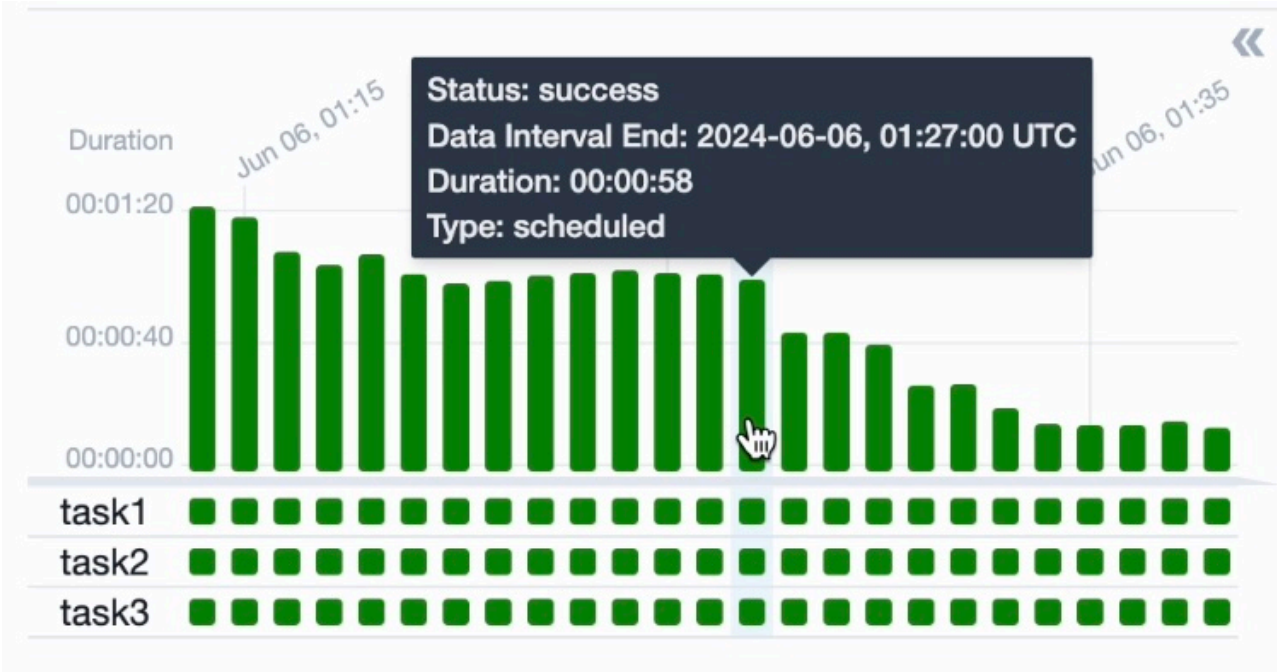 Jun 06, 01:15
Status: success
Data Interval End: 2024-06-06, 01:27:00 UTC
Duration: 00:00:58
Type: scheduled
un 06, 01:35
Duration
00:01:20
00:00:40
00:00:00
task1
task2
task3